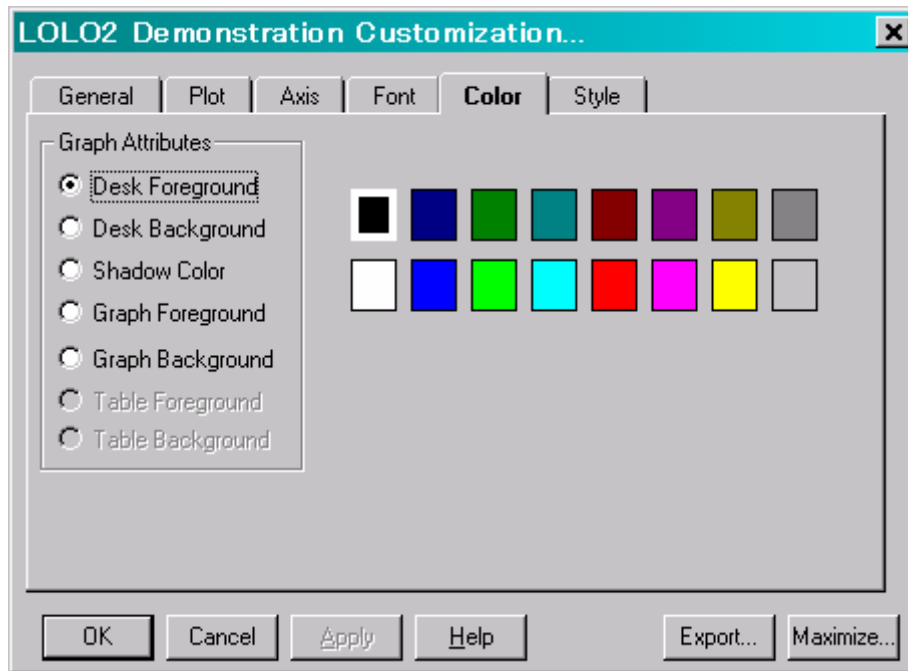 LOLO2 Demonstration Customization...
General Plot Axis Font Color Style
Graph Attributes
Desk Foreground
Desk Background
Shadow Color
Graph Foreground
Graph Background
Table Foreground
Table Background
OK Cancel Apply Help Export... Maximize...